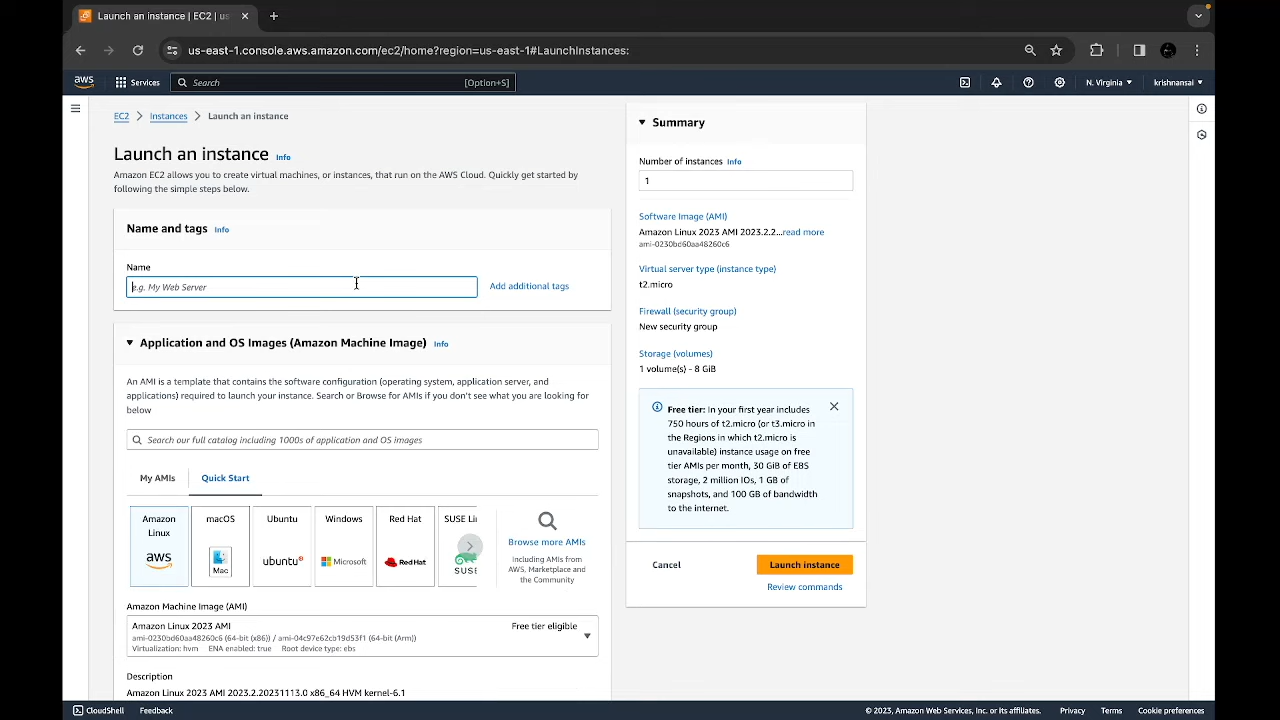 Launch an instance | EC2 | us
us-east-1.console.aws.amazon.com/ec2/home?region=us-east-1#LaunchInstances:
aws
Services
Search
[Option+S]
N. Virginia
krishnansai
EC2 > Instances > Launch an instance
Launch an instance Info
Amazon EC2 allows you to create virtual machines, or instances, that run on the AWS Cloud. Quickly get started by
following the simple steps below.
Name and tags Info
Name
e.g. My Web Server
Add additional tags
Application and OS Images (Amazon Machine Image) Info
An AMI is a template that contains the software configuration (operating system, application server, and
applications) required to launch your instance. Search or Browse for AMIs if you don't see what you are looking for
below
Search our full catalog including 1000s of application and OS images
My AMIs
Quick Start
Amazon
Linux
aws
macOS
Mac
Ubuntu
ubuntu
Windows
Microsoft
Red Hat
RedHat
SUSE Li
SUSE
Browse more AMIs
Including AMIs from
AWS, Marketplace and
the Community
Amazon Machine Image (AMI)
Amazon Linux 2023 AMI
Free tier eligible
ami-0230bd60aa48260c6 (64-bit (x86)) / ami-04c97e62cb19d53f1 (64-bit (Arm))
Virtualization: hvm ENA enabled: true Root device type: ebs
Description
Amazon Linux 2023 AMI 2023.2.20231113.0 x86_64 HVM kernel-6.1
Summary
Number of instances Info
1
Software Image (AMI)
Amazon Linux 2023 AMI 2023.2.2...read more
ami-0230bd60aa48260c6
Virtual server type (instance type)
t2.micro
Firewall (security group)
New security group
Storage (volumes)
1 volume(s) - 8 GiB
Free tier: In your first year includes
750 hours of t2.micro (or t3.micro in
the Regions in which t2.micro is
unavailable) instance usage on free
tier AMIs per month, 30 GiB of EBS
storage, 2 million IOs, 1 GB of
snapshots, and 100 GB of bandwidth
to the internet.
Cancel
Launch instance
Review commands
CloudShell
Feedback
© 2023, Amazon Web Services, Inc. or its affiliates.
Privacy
Terms
Cookie preferences